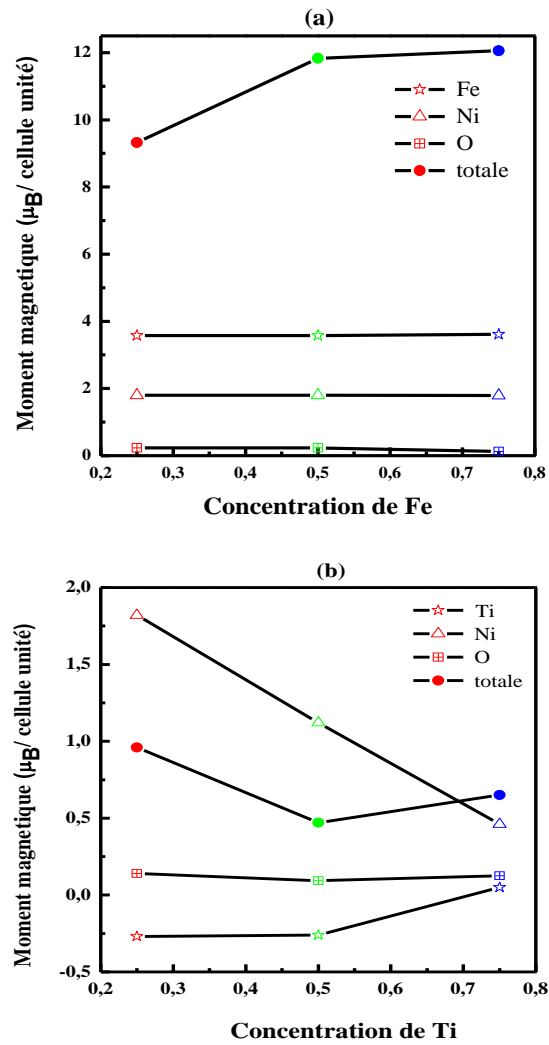 (a)
12
10
8
6
4
2
0
Fe
Ni
O
totale
Moment magnetique (μB/ cellule unité)
0,2 0,3 0,4 0,5 0,6 0,7 0,8
Concentration de Fe
(b)
2,0
1,5
1,0
0,5
0,0
-0,5
Ti
Ni
O
totale
Moment magnetique (μB/ cellule unité)
0,2 0,3 0,4 0,5 0,6 0,7 0,8
Concentration de Ti